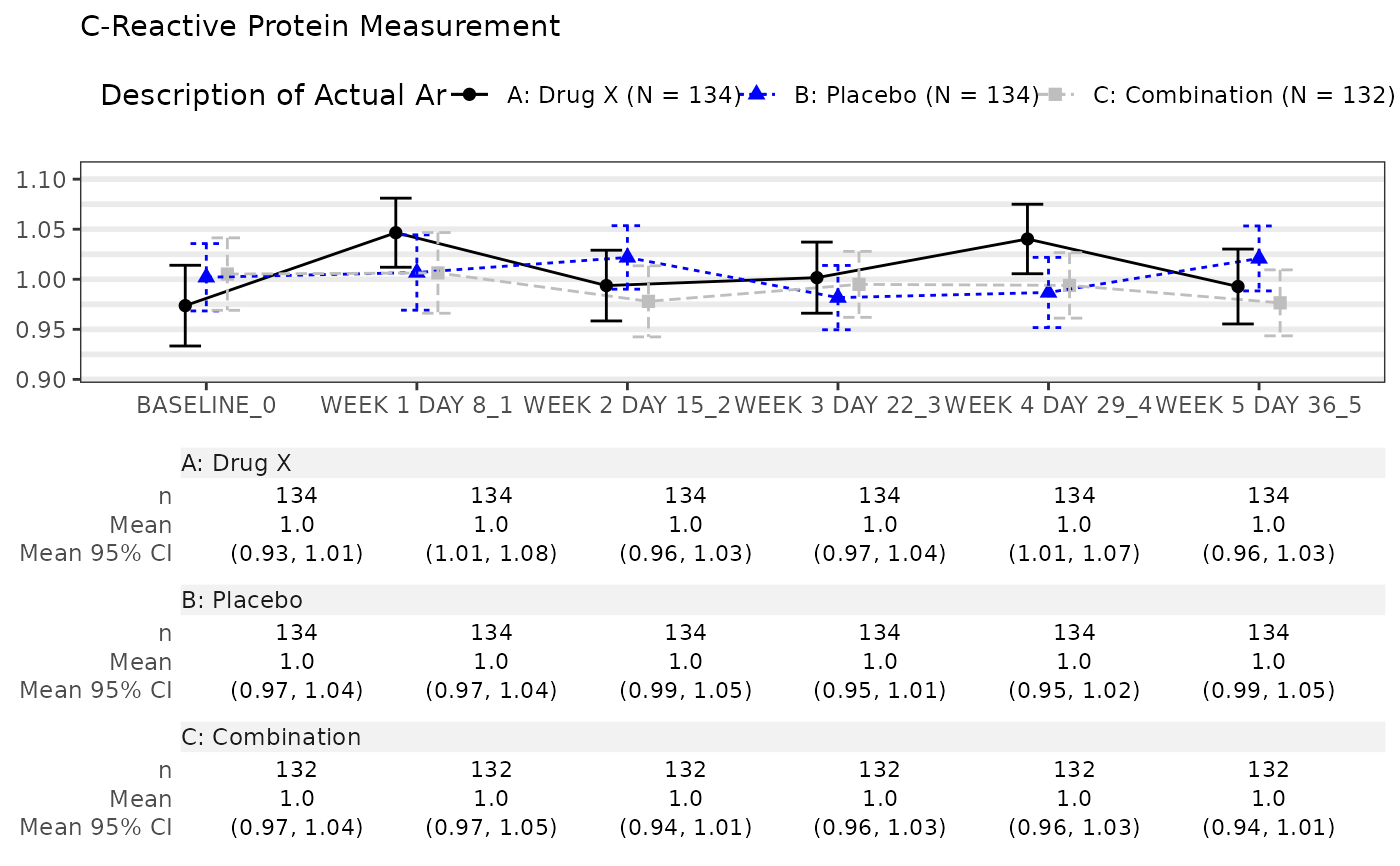 C-Reactive Protein Measurement
Description of Actual Ar A: Drug X (N = 134) B: Placebo (N = 134) C: Combination (N = 132)
1.10
1.05
1.00
0.95
0.90
BASELINE_0 WEEK 1 DAY 8_1 WEEK 2 DAY 15_2 WEEK 3 DAY 22_3 WEEK 4 DAY 29_4 WEEK 5 DAY 36_5
A: Drug X
n 134 134 134 134 134 134
Mean 1.0 1.0 1.0 1.0 1.0 1.0
Mean 95% CI (0.93, 1.01) (1.01, 1.08) (0.96, 1.03) (0.97, 1.04) (1.01, 1.07) (0.96, 1.03)
B: Placebo
n 134 134 134 134 134 134
Mean 1.0 1.0 1.0 1.0 1.0 1.0
Mean 95% CI (0.97, 1.04) (0.97, 1.04) (0.99, 1.05) (0.95, 1.01) (0.95, 1.02) (0.99, 1.05)
C: Combination
n 132 132 132 132 132 132
Mean 1.0 1.0 1.0 1.0 1.0 1.0
Mean 95% CI (0.97, 1.04) (0.97, 1.05) (0.94, 1.01) (0.96, 1.03) (0.96, 1.03) (0.94, 1.01)